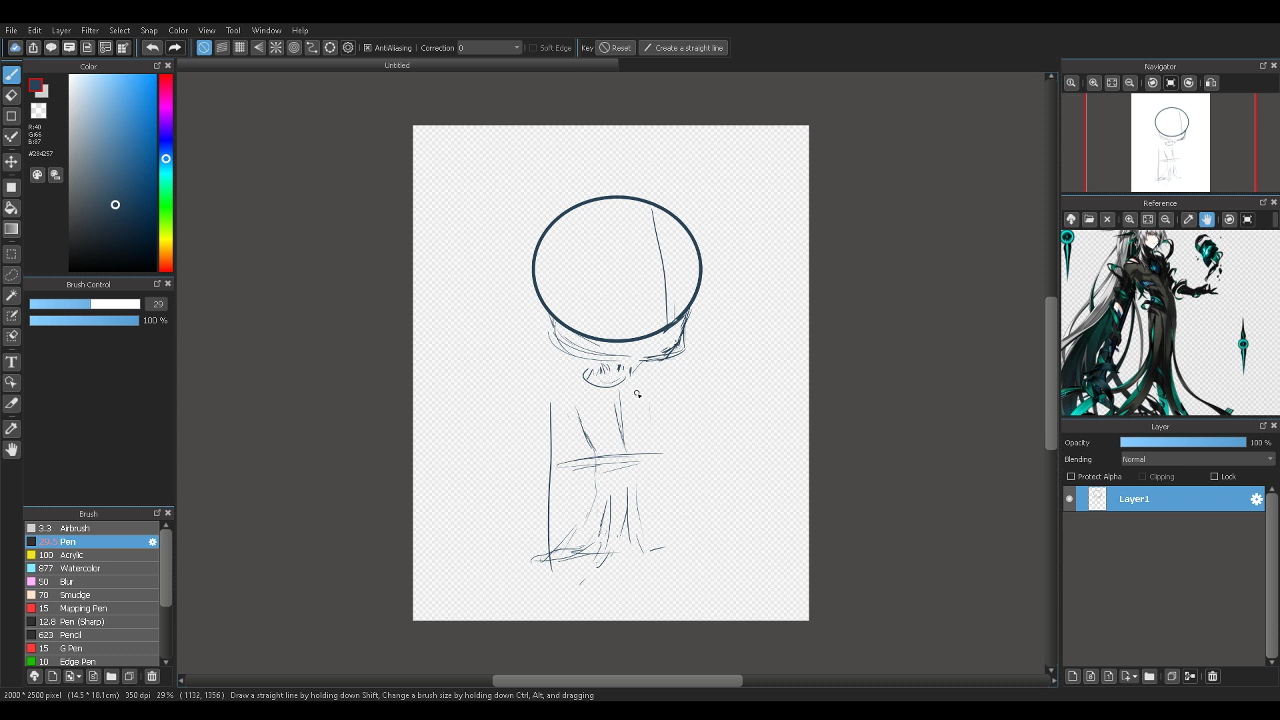 File Edit Layer Filter Select Snap Color View Tool Window Help
AntiAliasing Correction 0 Soft Edge Key Reset Create a straight line
Color
Untitled
Navigator
R:40
G:66
B:87
#284257
Reference
Brush Control
29
100 %
Layer
Opacity 100 %
Blending Normal
Protect Alpha Clipping Lock
Layer1
Brush
3.3 Airbrush
29.5 Pen
100 Acrylic
877 Watercolor
50 Blur
70 Smudge
15 Mapping Pen
12.8 Pen (Sharp)
623 Pencil
15 G Pen
10 Edge Pen
2000 * 2500 pixel (14.5 * 18.1cm) 350 dpi 29 % ( 1132, 1356 ) Draw a straight line by holding down Shift, Change a brush size by holding down Ctrl, Alt, and dragging